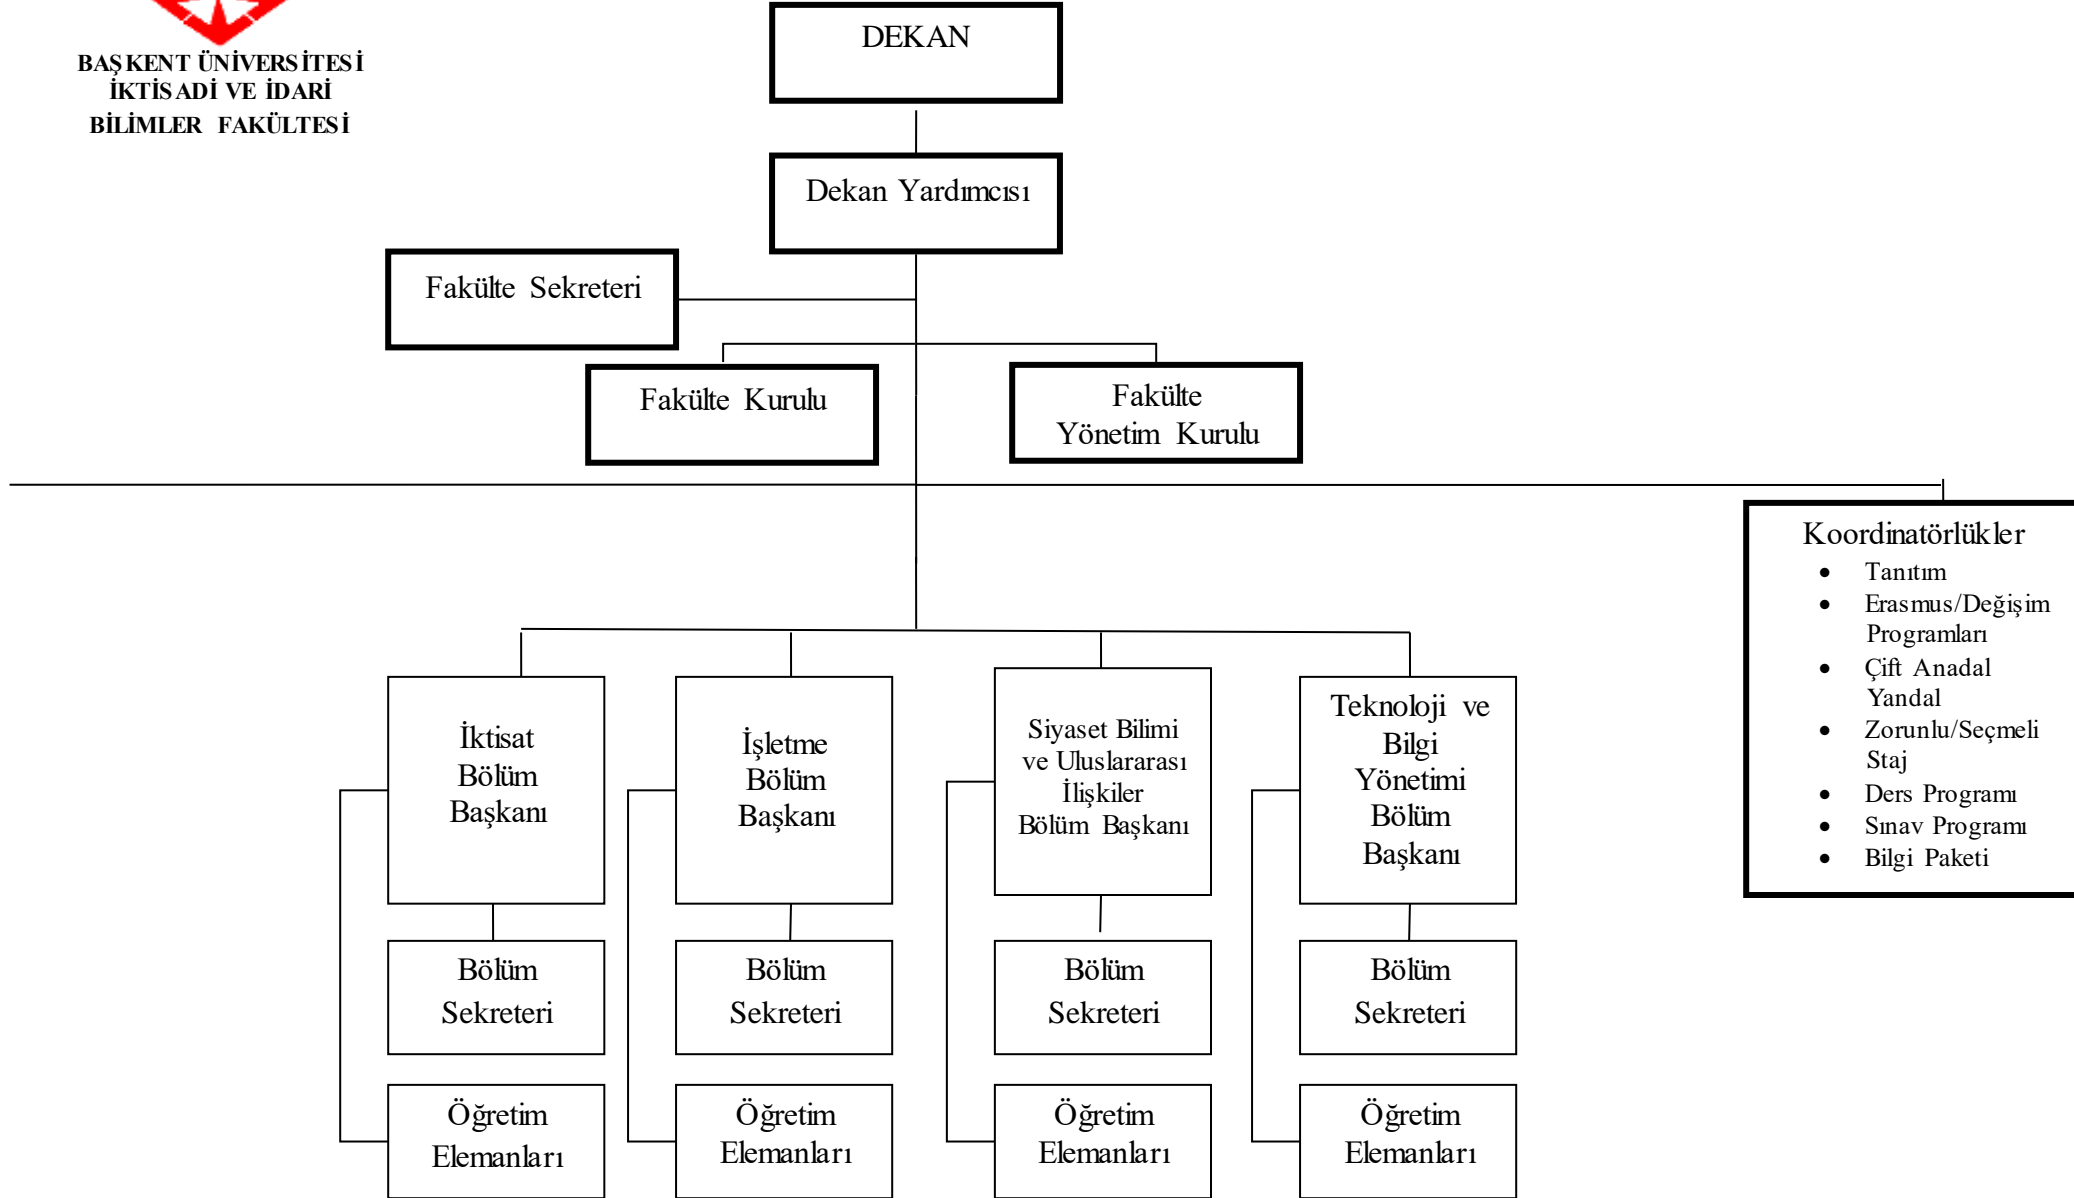 BAŞKENT ÜNİVERSİTESİ
İKTİSADİ VE İDARİ
BİLİMLER FAKÜLTESİ
DEKAN
Dekan Yardımcısı
Fakülte Sekreteri
Fakülte Kurulu
Fakülte
Yönetim Kurulu
Koordinatörlükler
• Tanıtım
• Erasmus/Değişim
Programları
• Çift Anadal
Yandal
• Zorunlu/Seçmeli
Staj
• Ders Programı
• Sınav Programı
• Bilgi Paketi
İktisat
Bölüm
Başkanı
İşletme
Bölüm
Başkanı
Siyaset Bilimi
ve Uluslararası
İlişkiler
Bölüm Başkanı
Teknoloji ve
Bilgi
Yönetimi
Bölüm
Başkanı
Bölüm
Sekreteri
Bölüm
Sekreteri
Bölüm
Sekreteri
Bölüm
Sekreteri
Öğretim
Elemanları
Öğretim
Elemanları
Öğretim
Elemanları
Öğretim
Elemanları